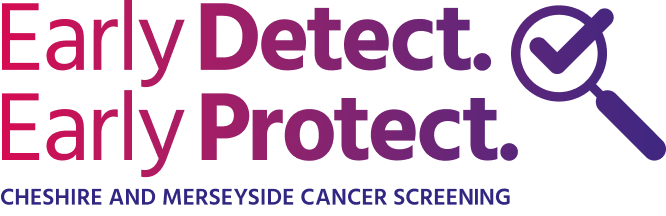 Early Detect.
Early Protect.
CHESHIRE AND MERSEYSIDE CANCER SCREENING